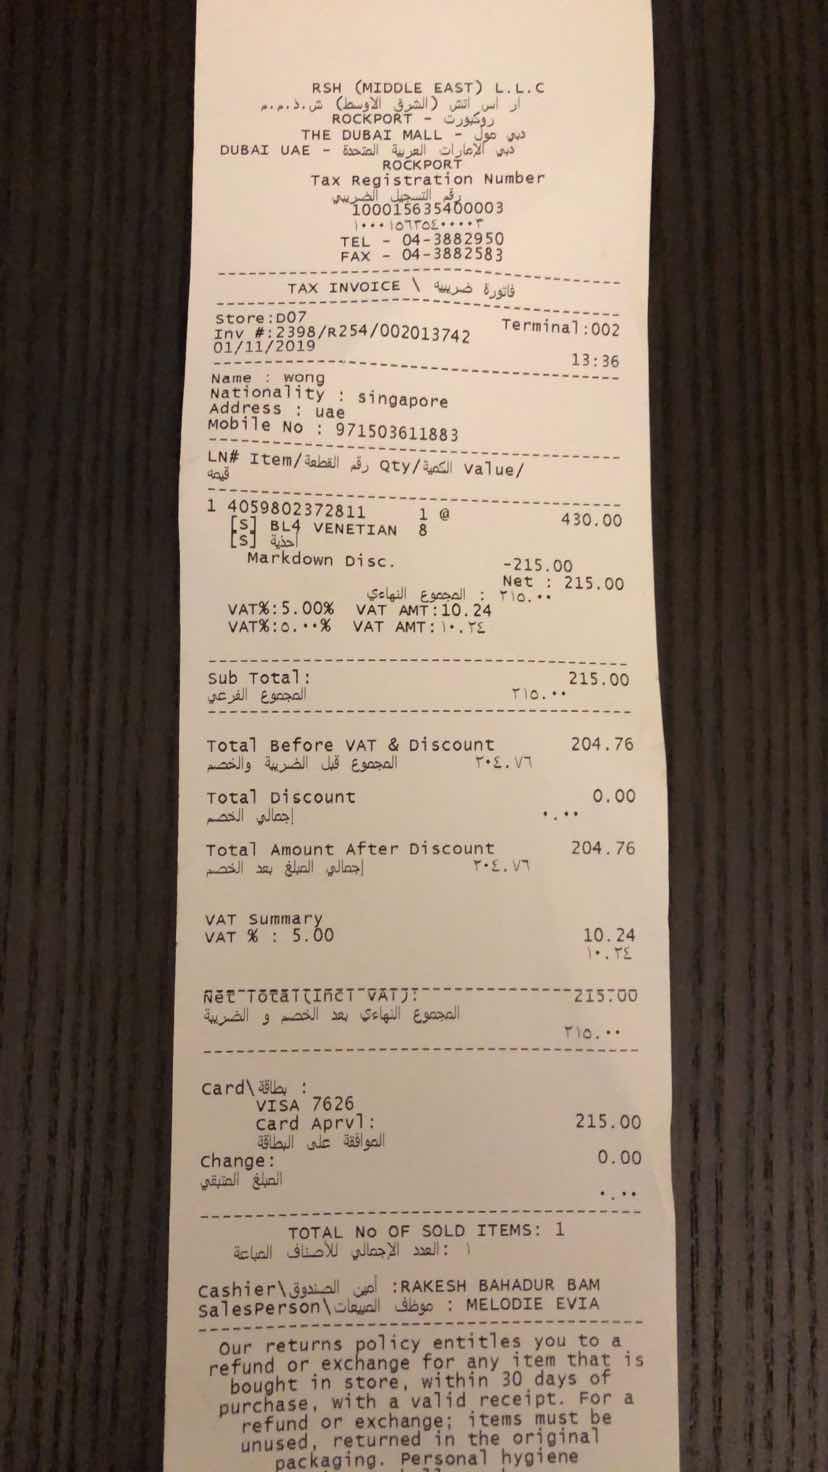 RSH (MIDDLE EAST) L.L.C
ار اس اتش (الشرق الاوسط) ش.ذ.م.م
ROCKPORT - روكبورت
THE DUBAI MALL - دبي مول
DUBAI UAE - دبي الإمارات العربية المتحدة
ROCKPORT
Tax Registration Number
رقم التسجيل الضريبي
100015635400003
١٠٠٠١٥٦٣٥٤٠٠٠٠٣
TEL - 04-3882950
FAX - 04-3882583
TAX INVOICE \ فاتورة ضريبيه
Store:D07 Terminal:002
Inv #:2398/R254/002013742
01/11/2019 13:36
Name : wong
Nationality : singapore
Address : uae
Mobile No : 971503611883
LN# Item/رقم القطعة Qty/الكمية Value/
قيمه
1 4059802372811 1 @ 430.00
[S] BL4 VENETIAN 8
[S] أحذية
Markdown Disc. -215.00
Net : 215.00
المجموع النهاءي : ٢١٥.٠٠
VAT%:5.00% VAT AMT:10.24
VAT%:٥.٠٠% VAT AMT:١٠.٢٤
Sub Total: 215.00
المجموع الفرعي ٢١٥.٠٠
Total Before VAT & Discount 204.76
المجموع قبل الضريبة والخصم ٢٠٤.٧٦
Total Discount 0.00
إجمالي الخصم ٠.٠٠
Total Amount After Discount 204.76
إجمالي المبلغ بعد الخصم ٢٠٤.٧٦
VAT Summary
VAT % : 5.00 10.24
١٠.٢٤
Net Total(Incl VAT): 215.00
المجموع النهاءي بعد الخصم و الضريبة
٢١٥.٠٠
Card\بطاقة :
VISA 7626
Card Aprvl: 215.00
الموافقة على البطاقة
Change: 0.00
المبلغ المتبقي
٠.٠٠
TOTAL No OF SOLD ITEMS: 1
العدد الإجمالي للأصناف المباعة: ١
Cashier\أمين الصندوق :RAKESH BAHADUR BAM
SalesPerson\موظف المبيعات : MELODIE EVIA
Our returns policy entitles you to a
refund or exchange for any item that is
bought in store, within 30 days of
purchase, with a valid receipt. For a
refund or exchange; items must be
unused, returned in the original
packaging. Personal hygiene